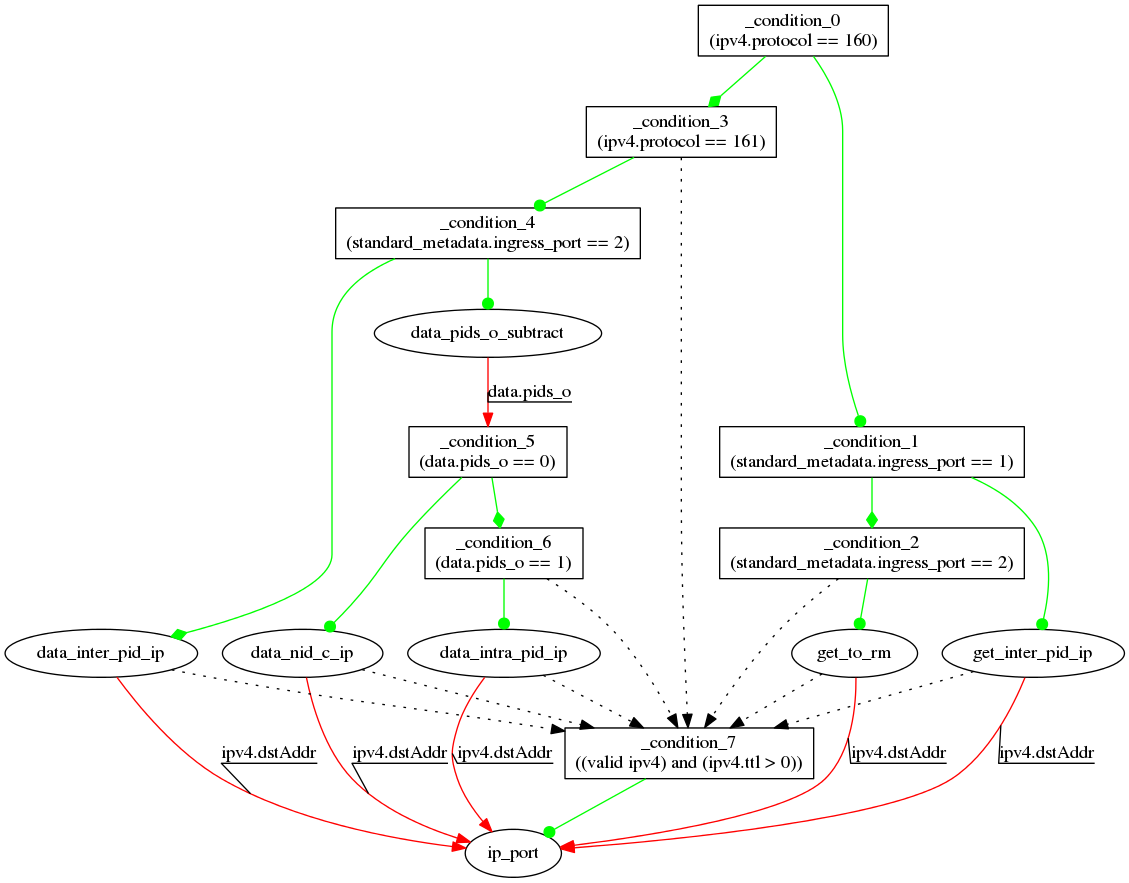 _condition_0
(ipv4.protocol == 160)
_condition_3
(ipv4.protocol == 161)
_condition_4
(standard_metadata.ingress_port == 2)
data_pids_o_subtract
data.pids_o
_condition_5
(data.pids_o == 0)
_condition_1
(standard_metadata.ingress_port == 1)
_condition_6
(data.pids_o == 1)
_condition_2
(standard_metadata.ingress_port == 2)
data_inter_pid_ip
data_nid_c_ip
data_intra_pid_ip
get_to_rm
get_inter_pid_ip
_condition_7
((valid ipv4) and (ipv4.ttl > 0))
ipv4.dstAddr
ipv4.dstAddr
ipv4.dstAddr
ipv4.dstAddr
ipv4.dstAddr
ip_port